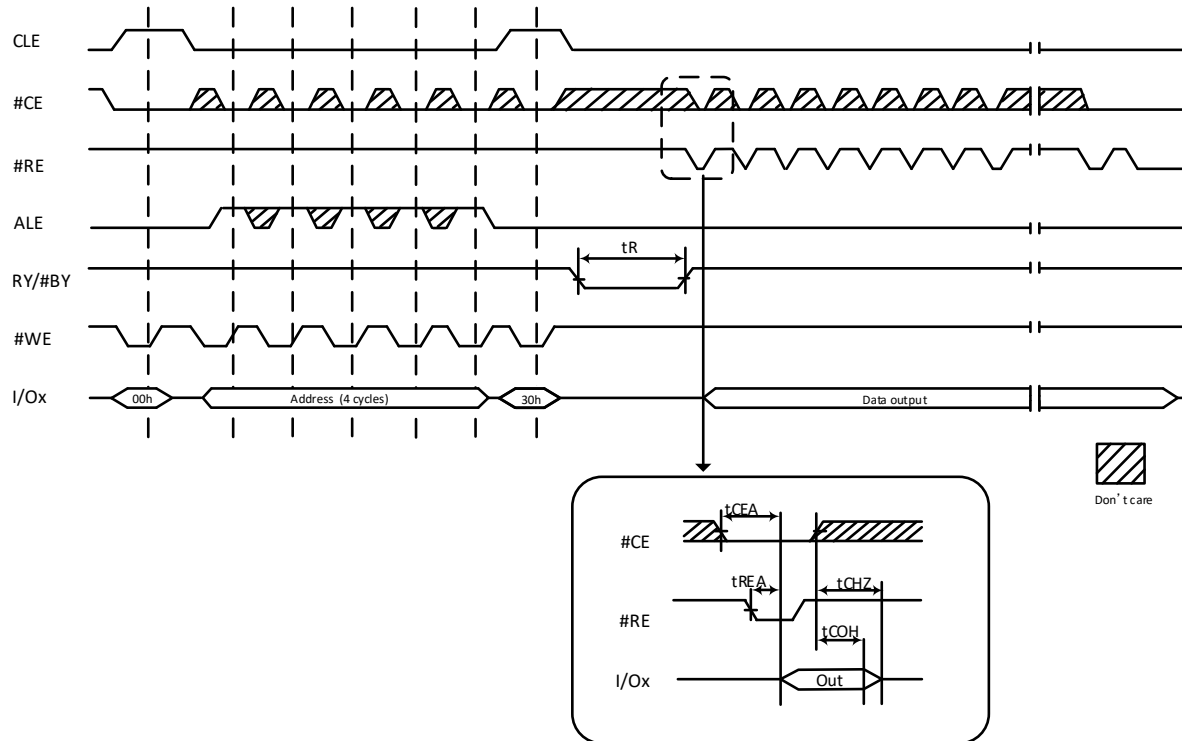 CLE
#CE
#RE
ALE
tR
RY/#BY
#WE
I/Ox
00h
Address (4 cycles)
30h
Data output
Don't care
tCEA
#CE
tREA
tCHZ
#RE
tCOH
I/Ox
Out